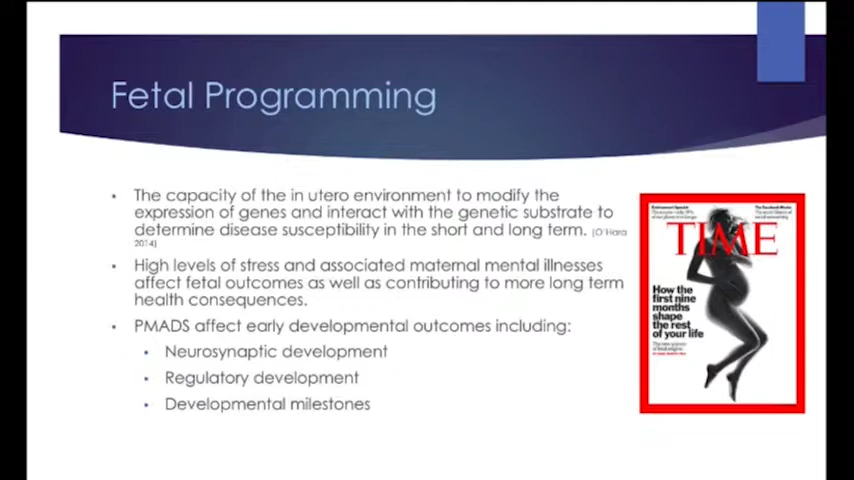 Fetal Programming
The capacity of the in utero environment to modify the
expression of genes and interact with the genetic substrate to
determine disease susceptibility in the short and long term. (O'Hara
2014)
High levels of stress and associated maternal mental illnesses
affect fetal outcomes as well as contributing to more long term
health consequences.
PMADS affect early developmental outcomes including:
Neurosynaptic development
Regulatory development
Developmental milestones
TIME
How the
first nine
months
shape
the rest
of your life